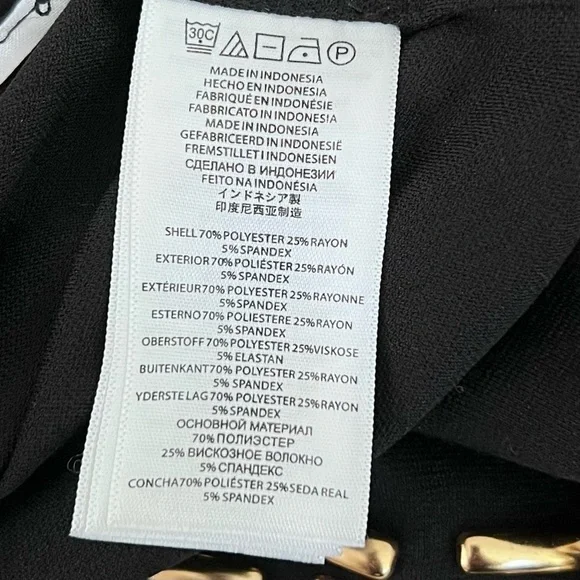 30C
P
MADE IN INDONESIA
HECHO EN INDONESIA
FABRIQUÉ EN INDONÉSIE
FABBRICATO IN INDONESIA
MADE IN INDONESIA
GEFABRICEERD IN INDONESIË
FREMSTILLET I INDONESIEN
СДЕЛАНО В ИНДОНЕЗИИ
FEITO NA INDONÉSIA
インドネシア製
印度尼西亚制造
SHELL 70% POLYESTER 25% RAYON
5% SPANDEX
EXTERIOR 70% POLIÉSTER 25% RAYÓN
5% SPANDEX
EXTÉRIEUR 70% POLYESTER 25% RAYONNE
5% SPANDEX
ESTERNO 70% POLIESTERE 25% RAYON
5% SPANDEX
OBERSTOFF 70% POLYESTER 25% VISKOSE
5% ELASTAN
BUITENKANT 70% POLYESTER 25% RAYON
5% SPANDEX
YDERSTE LAG 70% POLYESTER 25% RAYON
5% SPANDEX
ОСНОВНОЙ МАТЕРИАЛ
70% ПОЛИЭСТЕР
25% ВИСКОЗНОЕ ВОЛОКНО
5% СПАНДЕКС
CONCHA 70% POLIÉSTER 25% SEDA REAL
5% SPANDEX